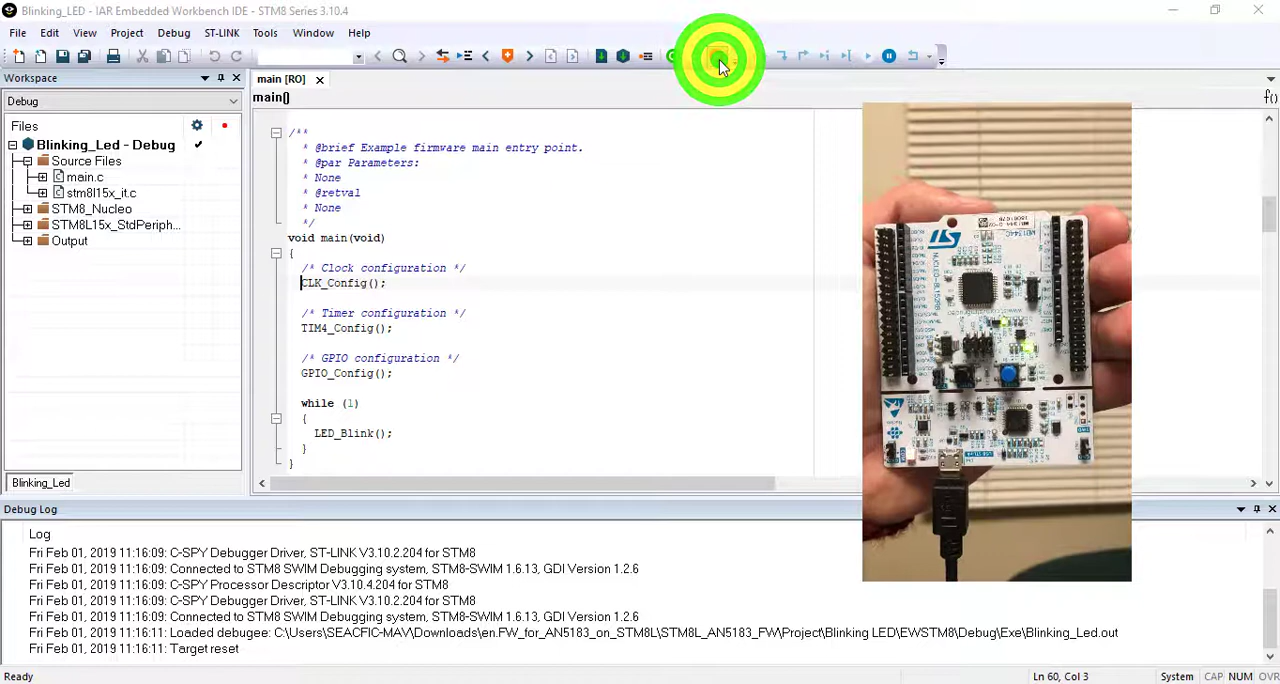 Blinking_LED - IAR Embedded Workbench IDE - STM8 Series 3.10.4
File Edit View Project Debug ST-LINK Tools Window Help
Workspace
main [RO]
Debug
main()
f()
Files
Blinking_Led - Debug
Source Files
main.c
stm8l15x_it.c
STM8_Nucleo
STM8L15x_StdPeriph...
Output
/**
* @brief Example firmware main entry point.
* @par Parameters:
* None
* @retval
* None
*/
void main(void)
{
/* Clock configuration */
CLK_Config();
/* Timer configuration */
TIM4_Config();
/* GPIO configuration */
GPIO_Config();
while (1)
{
LED_Blink();
}
}
Blinking_Led
Debug Log
Log
Fri Feb 01, 2019 11:16:09: C-SPY Debugger Driver, ST-LINK V3.10.2.204 for STM8
Fri Feb 01, 2019 11:16:09: Connected to STM8 SWIM Debugging system, STM8-SWIM 1.6.13, GDI Version 1.2.6
Fri Feb 01, 2019 11:16:09: C-SPY Processor Descriptor V3.10.4.204 for STM8
Fri Feb 01, 2019 11:16:09: C-SPY Debugger Driver, ST-LINK V3.10.2.204 for STM8
Fri Feb 01, 2019 11:16:09: Connected to STM8 SWIM Debugging system, STM8-SWIM 1.6.13, GDI Version 1.2.6
Fri Feb 01, 2019 11:16:11: Loaded debugee: C:\Users\SEACFIC-MAV\Downloads\en.FW_for_AN5183_on_STM8L\STM8L_AN5183_FW\Project\Blinking LED\EWSTM8\Debug\Exe\Blinking_Led.out
Fri Feb 01, 2019 11:16:11: Target reset
Ready
Ln 60, Col 3
System
CAP NUM OVR